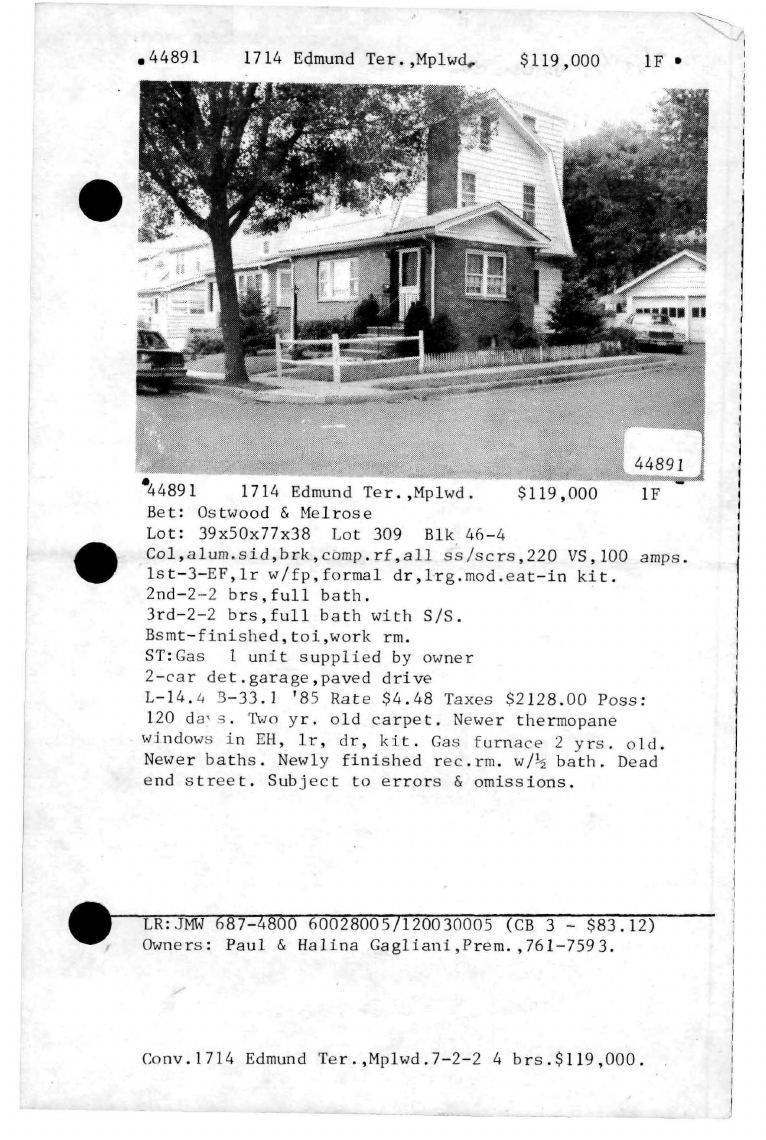 44891 1714 Edmund Ter.,Mplwd. $119,000 1F
44891
44891 1714 Edmund Ter.,Mplwd. $119,000 1F
Bet: Ostwood & Melrose
Lot: 39x50x77x38 Lot 309 Blk 46-4
Col,alum.sid,brk,comp.rf,all ss/scrs,220 VS,100 amps.
1st-3-EF,lr w/fp,formal dr,lrg.mod.eat-in kit.
2nd-2-2 brs,full bath.
3rd-2-2 brs,full bath with S/S.
Bsmt-finished,toi,work rm.
ST:Gas 1 unit supplied by owner
2-car det.garage,paved drive
L-14.4 B-33.1 '85 Rate $4.48 Taxes $2128.00 Poss:
120 days. Two yr. old carpet. Newer thermopane
windows in EH, lr, dr, kit. Gas furnace 2 yrs. old.
Newer baths. Newly finished rec.rm. w/½ bath. Dead
end street. Subject to errors & omissions.
LR:JMW 687-4800 60028005/120030005 (CB 3 - $83.12)
Owners: Paul & Halina Gagliani,Prem.,761-7593.
Conv.1714 Edmund Ter.,Mplwd.7-2-2 4 brs.$119,000.